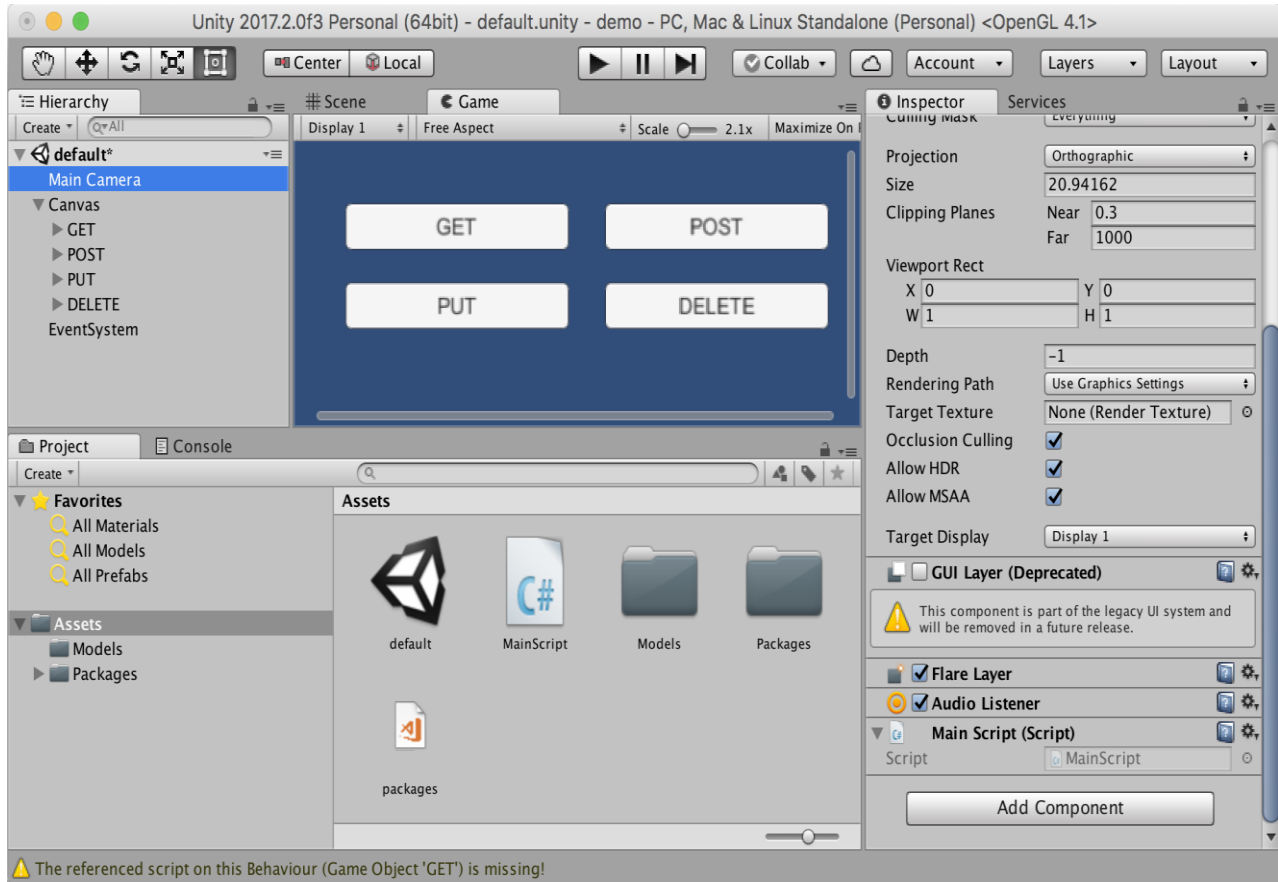 Unity 2017.2.0f3 Personal (64bit) - default.unity - demo - PC, Mac & Linux Standalone (Personal) <OpenGL 4.1>
Center Local Collab Account Layers Layout
Hierarchy
Create All
default*
Main Camera
Canvas
GET
POST
PUT
DELETE
EventSystem
Scene Game
Display 1 Free Aspect Scale 2.1x Maximize On
GET POST
PUT DELETE
Inspector Services
Culling Mask Everything
Projection Orthographic
Size 20.94162
Clipping Planes Near 0.3
Far 1000
Viewport Rect
X 0 Y 0
W 1 H 1
Depth -1
Rendering Path Use Graphics Settings
Target Texture None (Render Texture)
Occlusion Culling
Allow HDR
Allow MSAA
Target Display Display 1
GUI Layer (Deprecated)
This component is part of the legacy UI system and
will be removed in a future release.
Flare Layer
Audio Listener
C# Main Script (Script)
Script MainScript
Add Component
Project Console
Create
Favorites
All Materials
All Models
All Prefabs
Assets
Models
Packages
Assets
C#
default MainScript Models Packages
packages
The referenced script on this Behaviour (Game Object 'GET') is missing!